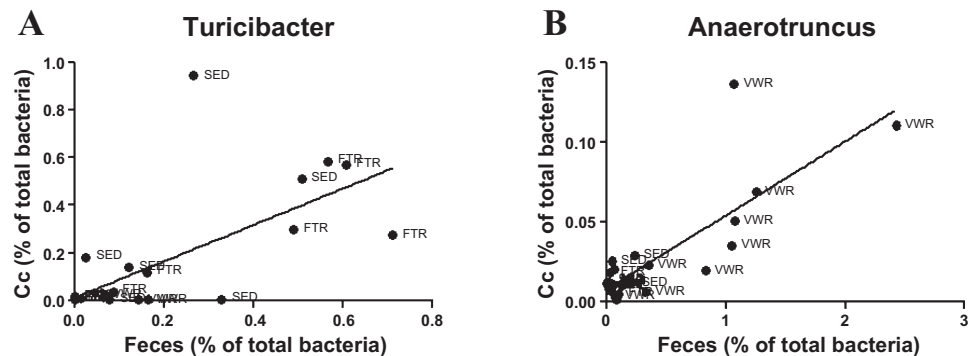 A Turicibacter
Cc (% of total bacteria)
1.0
0.8
0.6
0.4
0.2
0.0
SED
FTR
FTR
SED
FTR
FTR
SED
SED
FTR
FTR
SED
VWR
SED
0.0 0.2 0.4 0.6 0.8
Feces (% of total bacteria)
B Anaerotruncus
Cc (% of total bacteria)
0.15
0.10
0.05
0.00
VWR
VWR
VWR
VWR
VWR
VWR
SED
SED
VWR
FTR
SED
VWR
VWR
0 1 2 3
Feces (% of total bacteria)